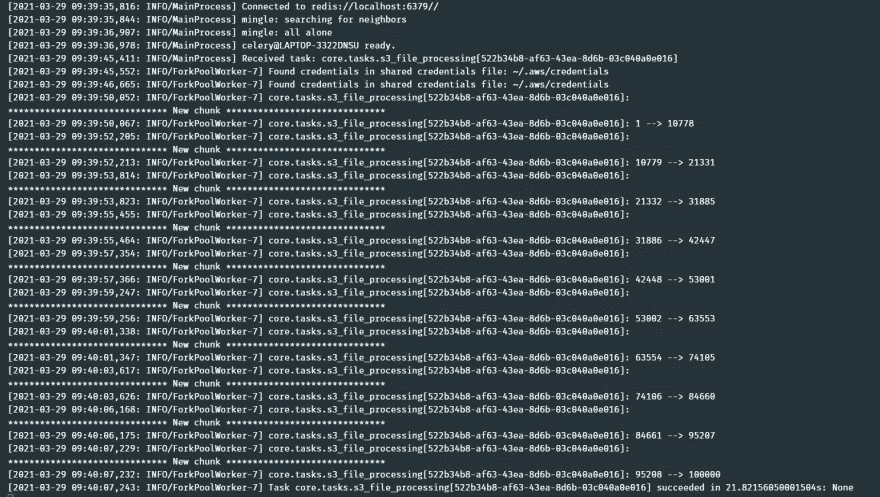 [2021-03-29 09:39:35,816: INFO/MainProcess] Connected to redis://localhost:6379//
[2021-03-29 09:39:35,844: INFO/MainProcess] mingle: searching for neighbors
[2021-03-29 09:39:36,907: INFO/MainProcess] mingle: all alone
[2021-03-29 09:39:36,978: INFO/MainProcess] celery@LAPTOP-3322DNSU ready.
[2021-03-29 09:39:45,411: INFO/MainProcess] Received task: core.tasks.s3_file_processing[522b34b8-af63-43ea-8d6b-03c040a0e016]
[2021-03-29 09:39:45,552: INFO/ForkPoolWorker-7] Found credentials in shared credentials file: ~/.aws/credentials
[2021-03-29 09:39:46,665: INFO/ForkPoolWorker-7] Found credentials in shared credentials file: ~/.aws/credentials
[2021-03-29 09:39:50,052: INFO/ForkPoolWorker-7] core.tasks.s3_file_processing[522b34b8-af63-43ea-8d6b-03c040a0e016]:
****************************** New chunk ******************************
[2021-03-29 09:39:50,067: INFO/ForkPoolWorker-7] core.tasks.s3_file_processing[522b34b8-af63-43ea-8d6b-03c040a0e016]: 1 --> 10778
[2021-03-29 09:39:52,205: INFO/ForkPoolWorker-7] core.tasks.s3_file_processing[522b34b8-af63-43ea-8d6b-03c040a0e016]:
****************************** New chunk ******************************
[2021-03-29 09:39:52,213: INFO/ForkPoolWorker-7] core.tasks.s3_file_processing[522b34b8-af63-43ea-8d6b-03c040a0e016]: 10779 --> 21331
[2021-03-29 09:39:53,814: INFO/ForkPoolWorker-7] core.tasks.s3_file_processing[522b34b8-af63-43ea-8d6b-03c040a0e016]:
****************************** New chunk ******************************
[2021-03-29 09:39:53,823: INFO/ForkPoolWorker-7] core.tasks.s3_file_processing[522b34b8-af63-43ea-8d6b-03c040a0e016]: 21332 --> 31885
[2021-03-29 09:39:55,455: INFO/ForkPoolWorker-7] core.tasks.s3_file_processing[522b34b8-af63-43ea-8d6b-03c040a0e016]:
****************************** New chunk ******************************
[2021-03-29 09:39:55,464: INFO/ForkPoolWorker-7] core.tasks.s3_file_processing[522b34b8-af63-43ea-8d6b-03c040a0e016]: 31886 --> 42447
[2021-03-29 09:39:57,354: INFO/ForkPoolWorker-7] core.tasks.s3_file_processing[522b34b8-af63-43ea-8d6b-03c040a0e016]:
****************************** New chunk ******************************
[2021-03-29 09:39:57,366: INFO/ForkPoolWorker-7] core.tasks.s3_file_processing[522b34b8-af63-43ea-8d6b-03c040a0e016]: 42448 --> 53001
[2021-03-29 09:39:59,247: INFO/ForkPoolWorker-7] core.tasks.s3_file_processing[522b34b8-af63-43ea-8d6b-03c040a0e016]:
****************************** New chunk ******************************
[2021-03-29 09:39:59,256: INFO/ForkPoolWorker-7] core.tasks.s3_file_processing[522b34b8-af63-43ea-8d6b-03c040a0e016]: 53002 --> 63553
[2021-03-29 09:40:01,338: INFO/ForkPoolWorker-7] core.tasks.s3_file_processing[522b34b8-af63-43ea-8d6b-03c040a0e016]:
****************************** New chunk ******************************
[2021-03-29 09:40:01,347: INFO/ForkPoolWorker-7] core.tasks.s3_file_processing[522b34b8-af63-43ea-8d6b-03c040a0e016]: 63554 --> 74105
[2021-03-29 09:40:03,617: INFO/ForkPoolWorker-7] core.tasks.s3_file_processing[522b34b8-af63-43ea-8d6b-03c040a0e016]:
****************************** New chunk ******************************
[2021-03-29 09:40:03,626: INFO/ForkPoolWorker-7] core.tasks.s3_file_processing[522b34b8-af63-43ea-8d6b-03c040a0e016]: 74106 --> 84660
[2021-03-29 09:40:06,168: INFO/ForkPoolWorker-7] core.tasks.s3_file_processing[522b34b8-af63-43ea-8d6b-03c040a0e016]:
****************************** New chunk ******************************
[2021-03-29 09:40:06,175: INFO/ForkPoolWorker-7] core.tasks.s3_file_processing[522b34b8-af63-43ea-8d6b-03c040a0e016]: 84661 --> 95207
[2021-03-29 09:40:07,229: INFO/ForkPoolWorker-7] core.tasks.s3_file_processing[522b34b8-af63-43ea-8d6b-03c040a0e016]:
****************************** New chunk ******************************
[2021-03-29 09:40:07,232: INFO/ForkPoolWorker-7] core.tasks.s3_file_processing[522b34b8-af63-43ea-8d6b-03c040a0e016]: 95208 --> 100000
[2021-03-29 09:40:07,243: INFO/ForkPoolWorker-7] Task core.tasks.s3_file_processing[522b34b8-af63-43ea-8d6b-03c040a0e016] succeeded in 21.82156050001504s: None